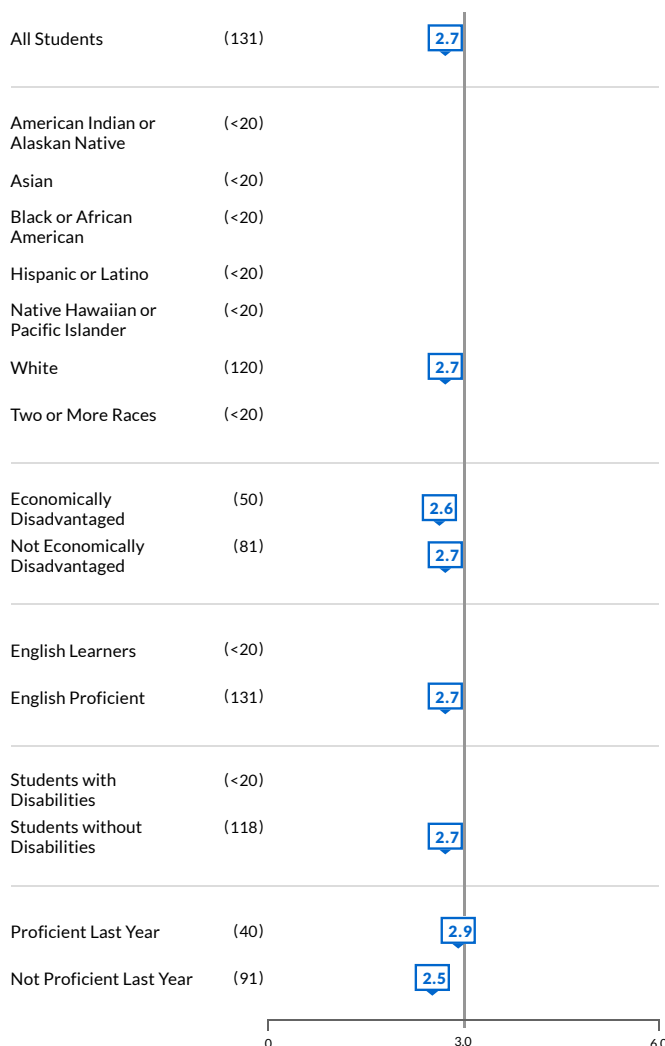 All Students (131) 2.7
American Indian or (<20)
Alaskan Native
Asian (<20)
Black or African (<20)
American
Hispanic or Latino (<20)
Native Hawaiian or (<20)
Pacific Islander
White (120) 2.7
Two or More Races (<20)
Economically (50) 2.6
Disadvantaged
Not Economically (81) 2.7
Disadvantaged
English Learners (<20)
English Proficient (131) 2.7
Students with (<20)
Disabilities
Students without (118) 2.7
Disabilities
Proficient Last Year (40) 2.9
Not Proficient Last Year (91) 2.5
0 3.0 6.0